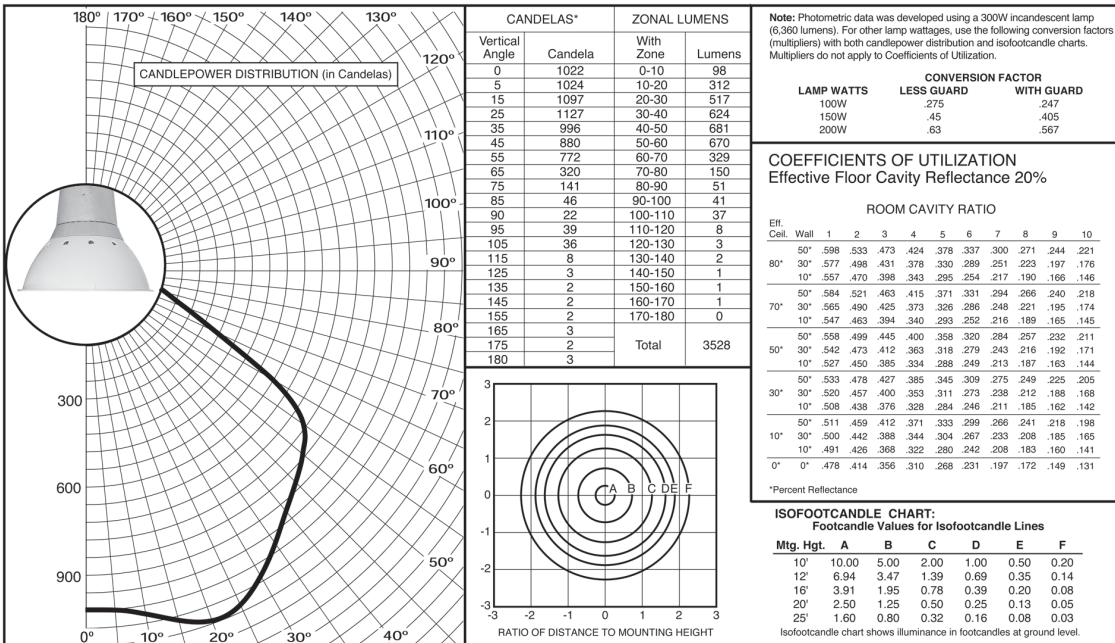 180° 170° 160° 150° 140° 130°
120°
CANDLEPOWER DISTRIBUTION (in Candelas)
110°
100°
90°
80°
70°
60°
50°
300
600
900
0° 10° 20° 30° 40°
CANDELAS* ZONAL LUMENS
Vertical Angle Candela With Zone Lumens
0 1022 0-10 98
5 1024 10-20 312
15 1097 20-30 517
25 1127 30-40 624
35 996 40-50 681
45 880 50-60 670
55 772 60-70 329
65 320 70-80 150
75 141 80-90 51
85 46 90-100 41
90 22 100-110 37
95 39 110-120 8
105 36 120-130 3
115 8 130-140 2
125 3 140-150 1
135 2 150-160 1
145 2 160-170 1
155 2 170-180 0
165 3
175 2 Total 3528
180 3
3
2
1
0
-1
-2
-3
A B C D E F
-3 -2 -1 0 1 2 3
RATIO OF DISTANCE TO MOUNTING HEIGHT
Note: Photometric data was developed using a 300W incandescent lamp
(6,360 lumens). For other lamp wattages, use the following conversion factors
(multipliers) with both candlepower distribution and isofootcandle charts.
Multipliers do not apply to Coefficients of Utilization.
CONVERSION FACTOR
LAMP WATTS LESS GUARD WITH GUARD
100W .275 .247
150W .45 .405
200W .63 .567
COEFFICIENTS OF UTILIZATION
Effective Floor Cavity Reflectance 20%
ROOM CAVITY RATIO
Eff.
Ceil. Wall 1 2 3 4 5 6 7 8 9 10
50* .598 .533 .473 .424 .378 .337 .300 .271 .244 .221
80* 30* .577 .498 .431 .378 .330 .289 .251 .223 .197 .176
10* .557 .470 .398 .343 .295 .254 .217 .190 .166 .146
50* .584 .521 .463 .415 .371 .331 .294 .266 .240 .218
70* 30* .565 .490 .425 .373 .326 .286 .248 .221 .195 .174
10* .547 .463 .394 .340 .293 .252 .216 .189 .165 .145
50* .558 .499 .445 .400 .358 .320 .284 .257 .232 .211
50* 30* .542 .473 .412 .363 .318 .279 .243 .216 .192 .171
10* .527 .450 .385 .334 .288 .249 .213 .187 .163 .144
50* .533 .478 .427 .385 .345 .309 .275 .249 .225 .205
30* 30* .520 .457 .400 .353 .311 .273 .238 .212 .188 .168
10* .508 .438 .376 .328 .284 .246 .211 .185 .162 .142
50* .511 .459 .412 .371 .333 .299 .266 .241 .218 .198
10* 30* .500 .442 .388 .344 .304 .267 .233 .208 .185 .165
10* .491 .426 .368 .322 .280 .242 .208 .183 .160 .141
0* 0* .478 .414 .356 .310 .268 .231 .197 .172 .149 .131
*Percent Reflectance
ISOFOOTCANDLE CHART:
Footcandle Values for Isofootcandle Lines
Mtg. Hgt. A B C D E F
10' 10.00 5.00 2.00 1.00 0.50 0.20
12' 6.94 3.47 1.39 0.69 0.35 0.14
16' 3.91 1.95 0.78 0.39 0.20 0.08
20' 2.50 1.25 0.50 0.25 0.13 0.05
25' 1.60 0.80 0.32 0.16 0.08 0.03
Isofootcandle chart shows illuminance in footcandles at ground level.